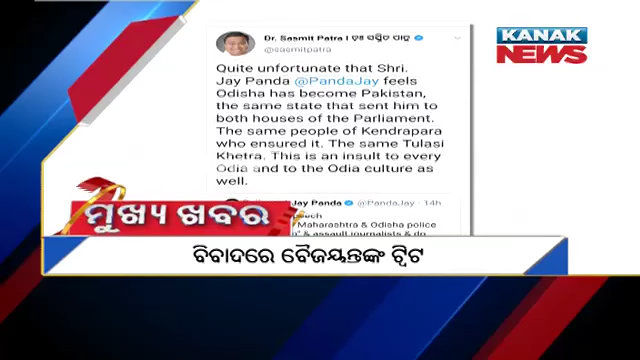 Dr. Sasmit Patra I ଡ଼ଃ ସସ୍ମିତ ପାତ୍ର
@sasmitpatra
KANAK
NEWS
Quite unfortunate that Shri.
Jay Panda @PandaJay feels
Odisha has become Pakistan,
the same state that sent him to
both houses of the Parliament.
The same people of Kendrapara
who ensured it. The same Tulasi
Khetra. This is an insult to every
Odia and to the Odia culture as
well.
Jay Panda @PandaJay · 14h
Maharashtra & Odisha police
& assault journalists & do
ମୁଖ୍ୟ ଖବର
ବିବାଦରେ ବୈଜୟନ୍ତଙ୍କ ଟ୍ୱିଟ